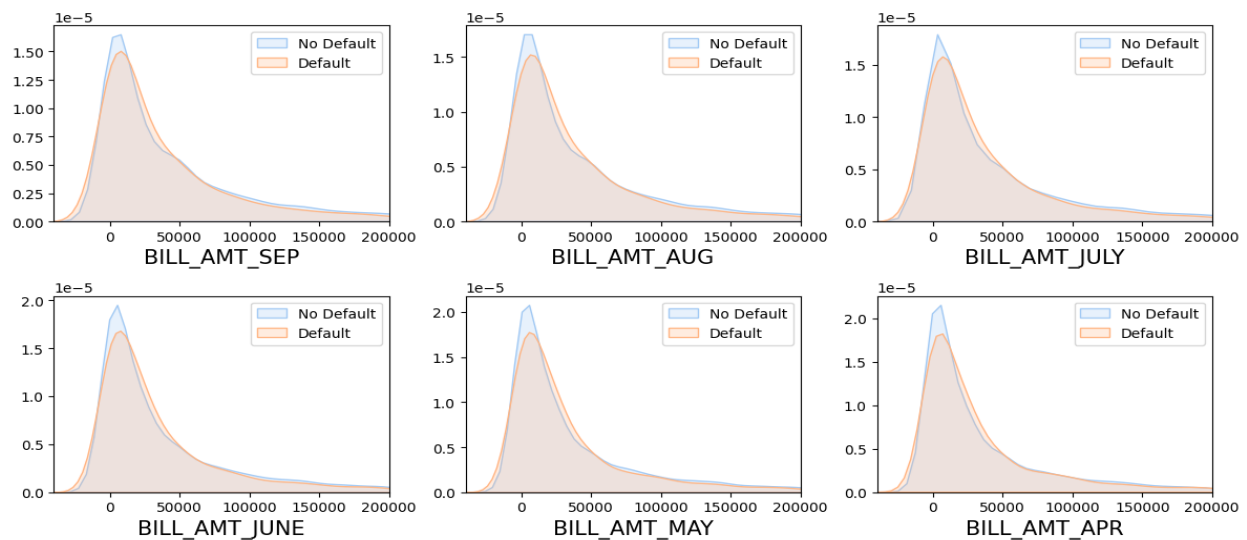 1e−5
No Default
Default
1.50
1.25
1.00
0.75
0.50
0.25
0.00
0 50000 100000 150000 200000
BILL_AMT_SEP
1e−5
No Default
Default
1.5
1.0
0.5
0.0
0 50000 100000 150000 200000
BILL_AMT_AUG
1e−5
No Default
Default
1.5
1.0
0.5
0.0
0 50000 100000 150000 200000
BILL_AMT_JULY
1e−5
No Default
Default
2.0
1.5
1.0
0.5
0.0
0 50000 100000 150000 200000
BILL_AMT_JUNE
1e−5
No Default
Default
2.0
1.5
1.0
0.5
0.0
0 50000 100000 150000 200000
BILL_AMT_MAY
1e−5
No Default
Default
2.0
1.5
1.0
0.5
0.0
0 50000 100000 150000 200000
BILL_AMT_APR